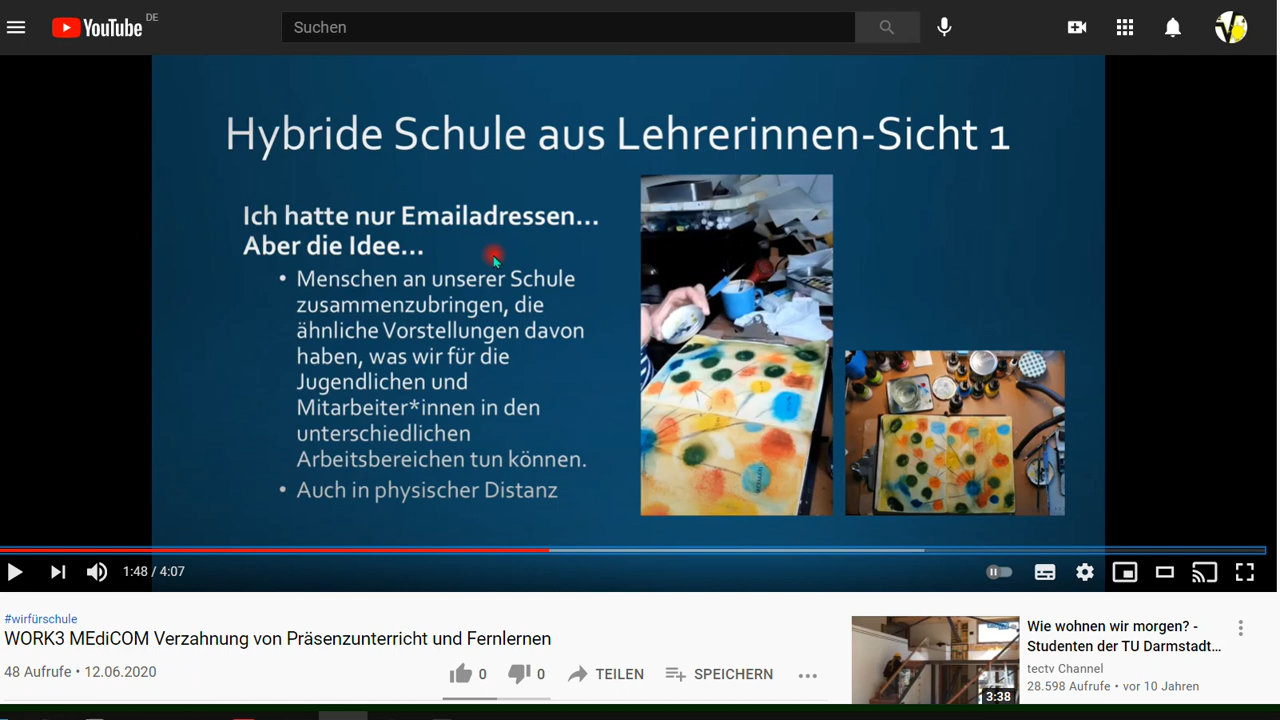 YouTube DE
Suchen
Hybride Schule aus Lehrerinnen-Sicht 1
Ich hatte nur Emailadressen...
Aber die Idee...
• Menschen an unserer Schule
zusammenzubringen, die
ähnliche Vorstellungen davon
haben, was wir für die
Jugendlichen und
Mitarbeiter*innen in den
unterschiedlichen
Arbeitsbereichen tun können.
• Auch in physischer Distanz
1:48 / 4:07
#wirfürschule
WORK3 MEdiCOM Verzahnung von Präsenzunterricht und Fernlernen
48 Aufrufe • 12.06.2020
0
0
TEILEN
SPEICHERN
3:38
Wie wohnen wir morgen? -
Studenten der TU Darmstadt...
tectv Channel
28.598 Aufrufe • vor 10 Jahren